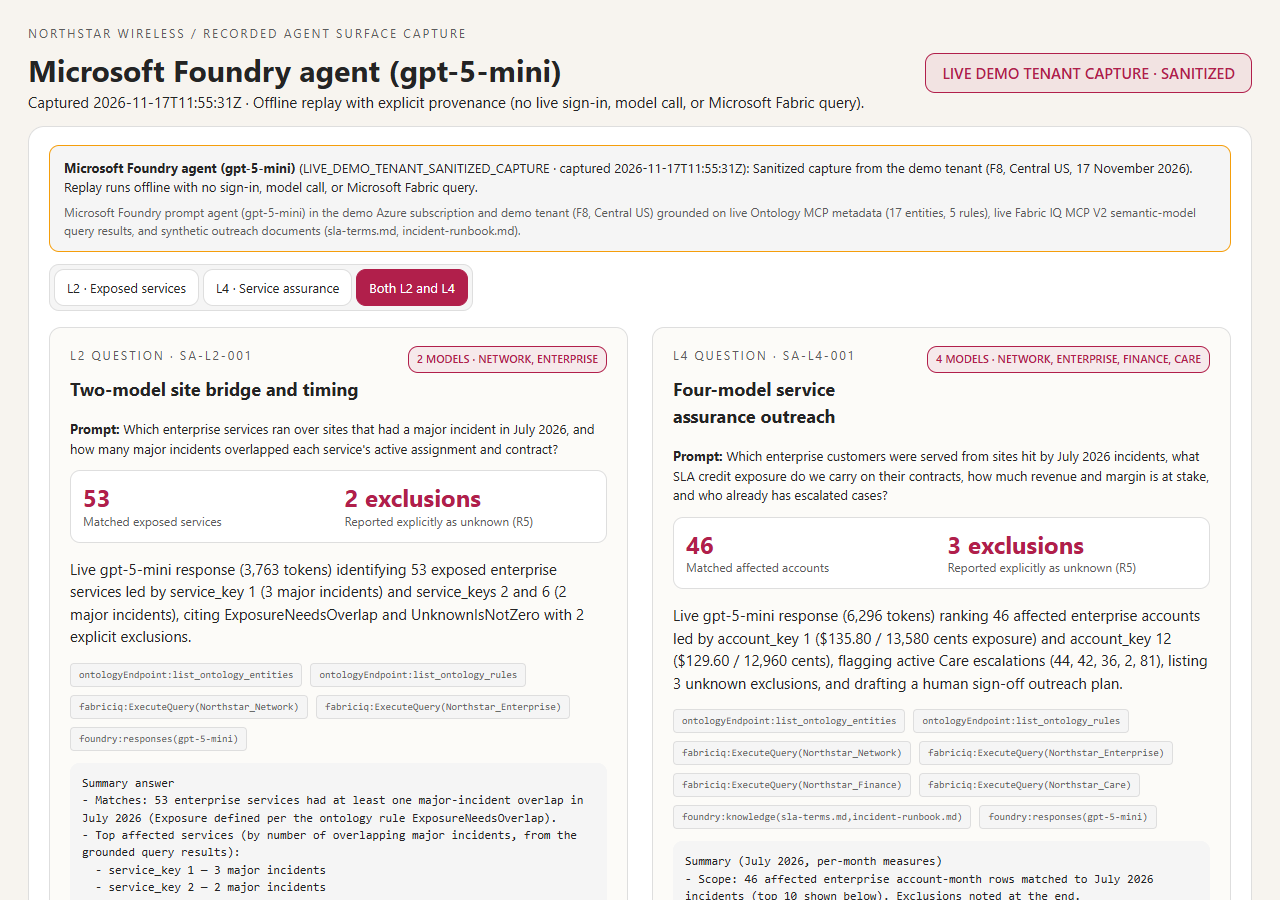 NORTHSTAR WIRELESS / RECORDED AGENT SURFACE CAPTURE
Microsoft Foundry agent (gpt-5-mini)
LIVE DEMO TENANT CAPTURE · SANITIZED
Captured 2026-11-17T11:55:31Z · Offline replay with explicit provenance (no live sign-in, model call, or Microsoft Fabric query).
Microsoft Foundry agent (gpt-5-mini) (LIVE_DEMO_TENANT_SANITIZED_CAPTURE · captured 2026-11-17T11:55:31Z): Sanitized capture from the demo tenant (F8, Central US, 17 November 2026).
Replay runs offline with no sign-in, model call, or Microsoft Fabric query.
Microsoft Foundry prompt agent (gpt-5-mini) in the demo Azure subscription and demo tenant (F8, Central US) grounded on live Ontology MCP metadata (17 entities, 5 rules), live Fabric IQ MCP V2 semantic-model
query results, and synthetic outreach documents (sla-terms.md, incident-runbook.md).
L2 · Exposed services
L4 · Service assurance
Both L2 and L4
L2 QUESTION · SA-L2-001
2 MODELS · NETWORK, ENTERPRISE
Two-model site bridge and timing
Prompt: Which enterprise services ran over sites that had a major incident in July 2026, and
how many major incidents overlapped each service's active assignment and contract?
53
Matched exposed services
2 exclusions
Reported explicitly as unknown (R5)
Live gpt-5-mini response (3,763 tokens) identifying 53 exposed enterprise
services led by service_key 1 (3 major incidents) and service_keys 2 and 6 (2
major incidents), citing ExposureNeedsOverlap and UnknownIsNotZero with 2
explicit exclusions.
ontologyEndpoint:list_ontology_entities
ontologyEndpoint:list_ontology_rules
fabriciq:ExecuteQuery(Northstar_Network)
fabriciq:ExecuteQuery(Northstar_Enterprise)
foundry:responses(gpt-5-mini)
Summary answer
- Matches: 53 enterprise services had at least one major-incident overlap in
July 2026 (Exposure defined per the ontology rule ExposureNeedsOverlap).
- Top affected services (by number of overlapping major incidents, from the
grounded query results):
- service_key 1 — 3 major incidents
- service_key 2 — 2 major incidents
L4 QUESTION · SA-L4-001
4 MODELS · NETWORK, ENTERPRISE, FINANCE, CARE
Four-model service
assurance outreach
Prompt: Which enterprise customers were served from sites hit by July 2026 incidents, what
SLA credit exposure do we carry on their contracts, how much revenue and margin is at stake,
and who already has escalated cases?
46
Matched affected accounts
3 exclusions
Reported explicitly as unknown (R5)
Live gpt-5-mini response (6,296 tokens) ranking 46 affected enterprise accounts
led by account_key 1 ($135.80 / 13,580 cents exposure) and account_key 12
($129.60 / 12,960 cents), flagging active Care escalations (44, 42, 36, 2, 81), listing
3 unknown exclusions, and drafting a human sign-off outreach plan.
ontologyEndpoint:list_ontology_entities
ontologyEndpoint:list_ontology_rules
fabriciq:ExecuteQuery(Northstar_Network)
fabriciq:ExecuteQuery(Northstar_Enterprise)
fabriciq:ExecuteQuery(Northstar_Finance)
fabriciq:ExecuteQuery(Northstar_Care)
foundry:knowledge(sla-terms.md,incident-runbook.md)
foundry:responses(gpt-5-mini)
Summary (July 2026, per-month measures)
- Scope: 46 affected enterprise account-month rows matched to July 2026
incidents (top 10 shown below). Exclusions noted at the end.